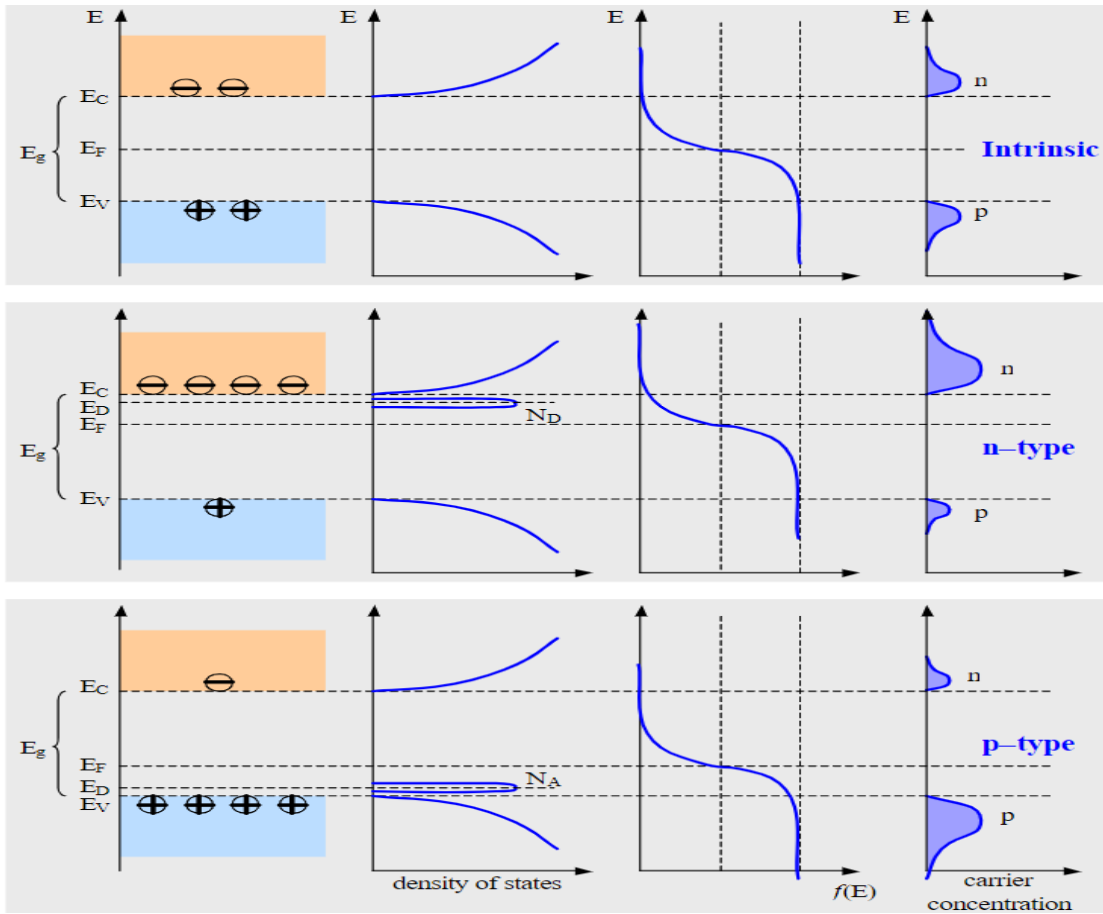 E
E
E
E_C
n
E_g
E_F
Intrinsic
E_V
p
n
E_C
E_D
N_D
E_F
E_g
n–type
E_V
p
E_C
n
E_g
E_F
p–type
E_D
N_A
E_V
p
density of states
f(E)
carrier
concentration